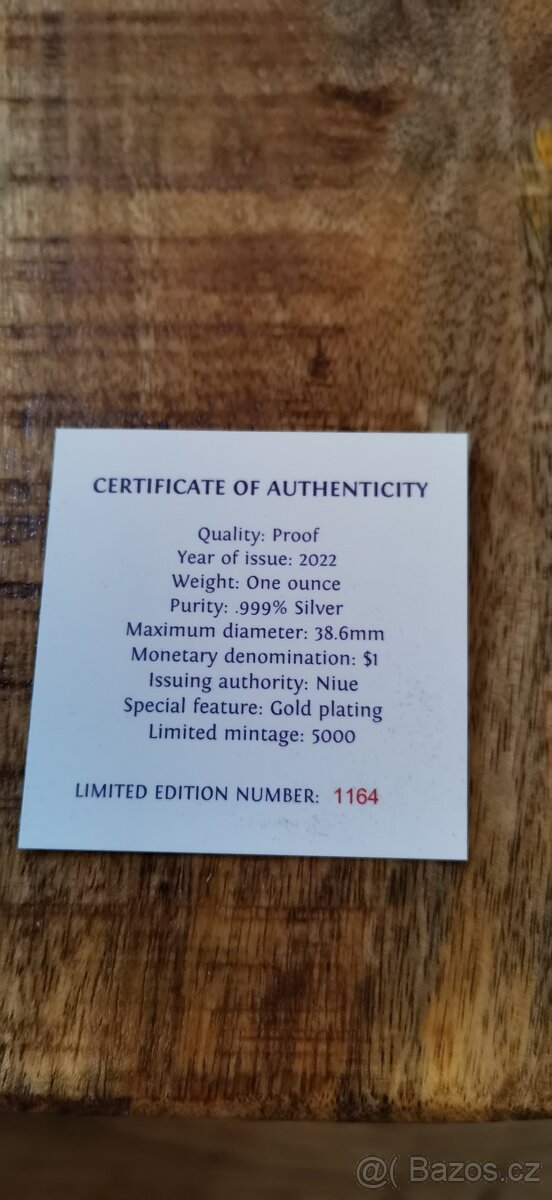 CERTIFICATE OF AUTHENTICITY
Quality: Proof
Year of issue: 2022
Weight: One ounce
Purity: .999% Silver
Maximum diameter: 38.6mm
Monetary denomination: $1
Issuing authority: Niue
Special feature: Gold plating
Limited mintage: 5000
LIMITED EDITION NUMBER: 1164
@( Bazos.cz